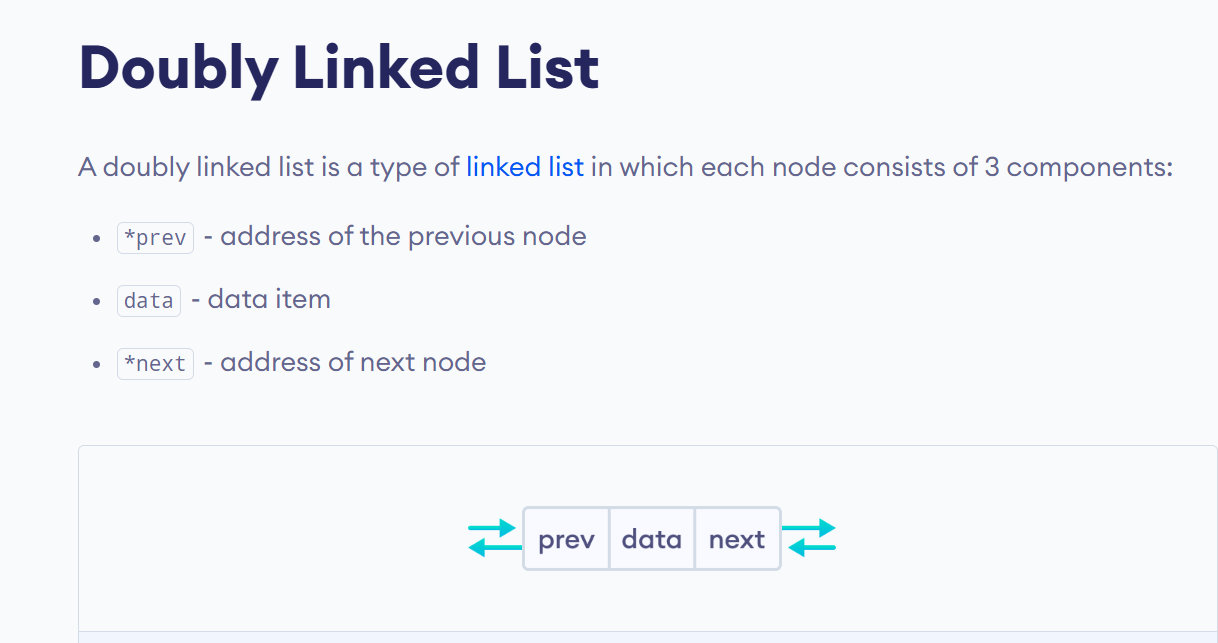 Doubly Linked List
A doubly linked list is a type of linked list in which each node consists of 3 components:
• *prev - address of the previous node
• data - data item
• *next - address of next node
prev data next